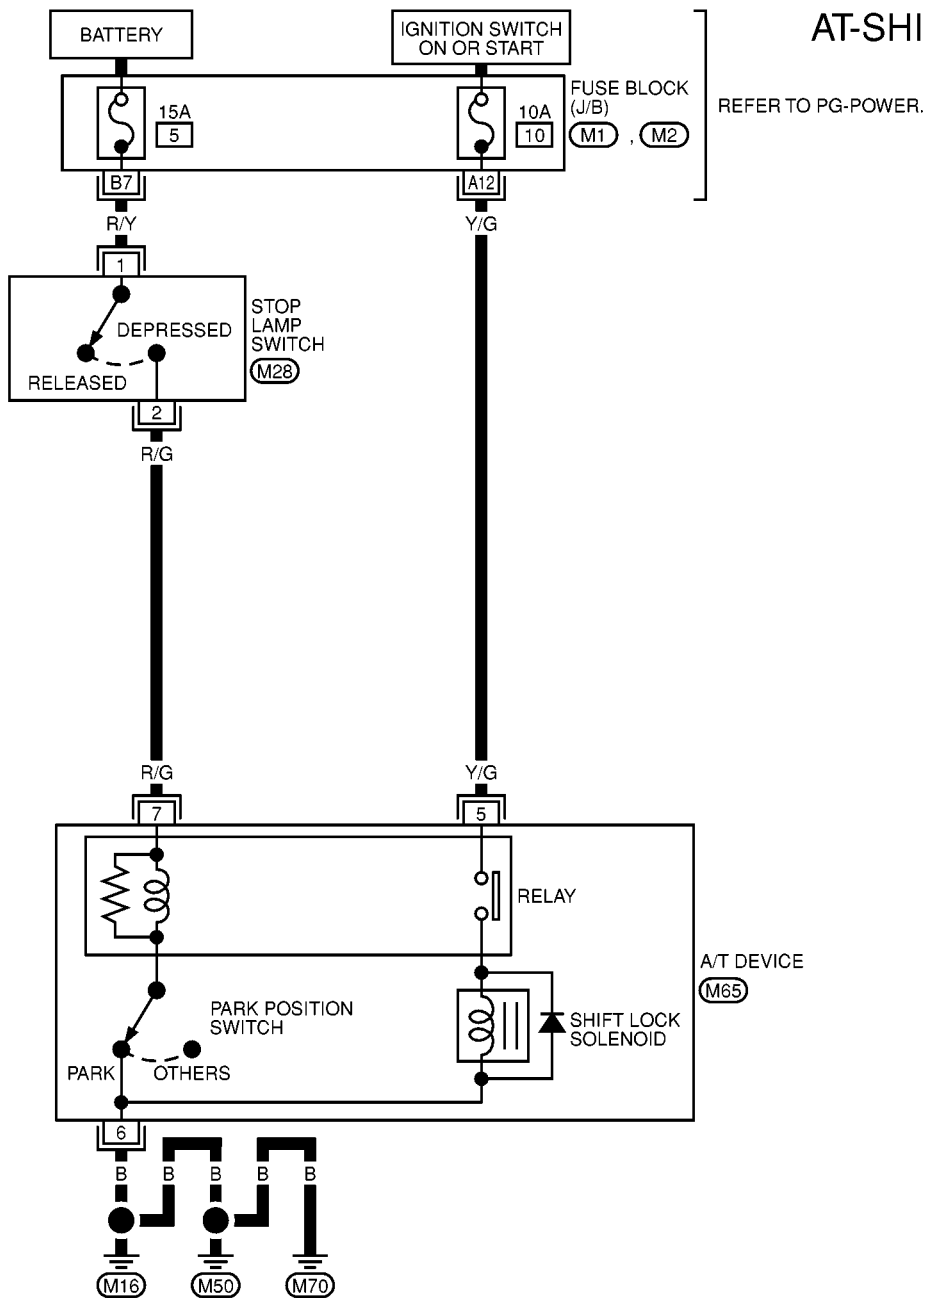 AT-SHI
BATTERY
IGNITION SWITCH
ON OR START
FUSE BLOCK
(J/B)
M1 , M2
REFER TO PG-POWER.
15A
5
10A
10
B7
A12
R/Y
Y/G
1
DEPRESSED
RELEASED
STOP
LAMP
SWITCH
M28
2
R/G
R/G
Y/G
7
5
RELAY
A/T DEVICE
M65
PARK POSITION
SWITCH
SHIFT LOCK
SOLENOID
PARK
OTHERS
6
B B B B B
M16 M50 M70